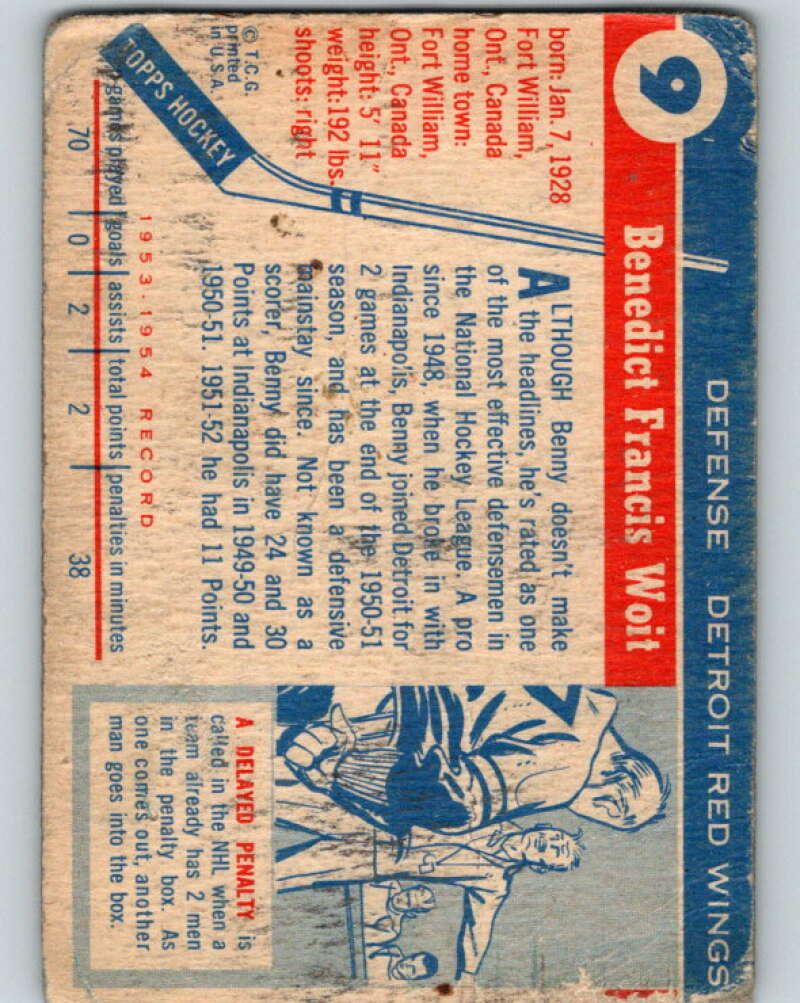 DEFENSE DETROIT RED WINGS
9
Benedict Francis Woit
born: Jan. 7, 1928
Fort William,
Ont., Canada
home town:
Fort William,
Ont., Canada
height: 5' 11"
weight: 192 lbs.
shoots: right
© T.C.G.
printed
in U.S.A.
TOPPS HOCKEY
ALTHOUGH Benny doesn't make
the headlines, he's rated as one
of the most effective defensemen in
the National Hockey League. A pro
since 1948, when he broke in with
Indianapolis, Benny joined Detroit for
2 games at the end of the 1950-51
season, and has been a defensive
mainstay since. Not known as a
scorer, Benny did have 24 and 30
Points at Indianapolis in 1949-50 and
1950-51. 1951-52 he had 11 Points.
1953-1954 RECORD
games played goals assists total points penalties in minutes
70 0 2 2 38
A DELAYED PENALTY is
called in the NHL when a
team already has 2 men
in the penalty box. As
one comes out, another
man goes into the box.